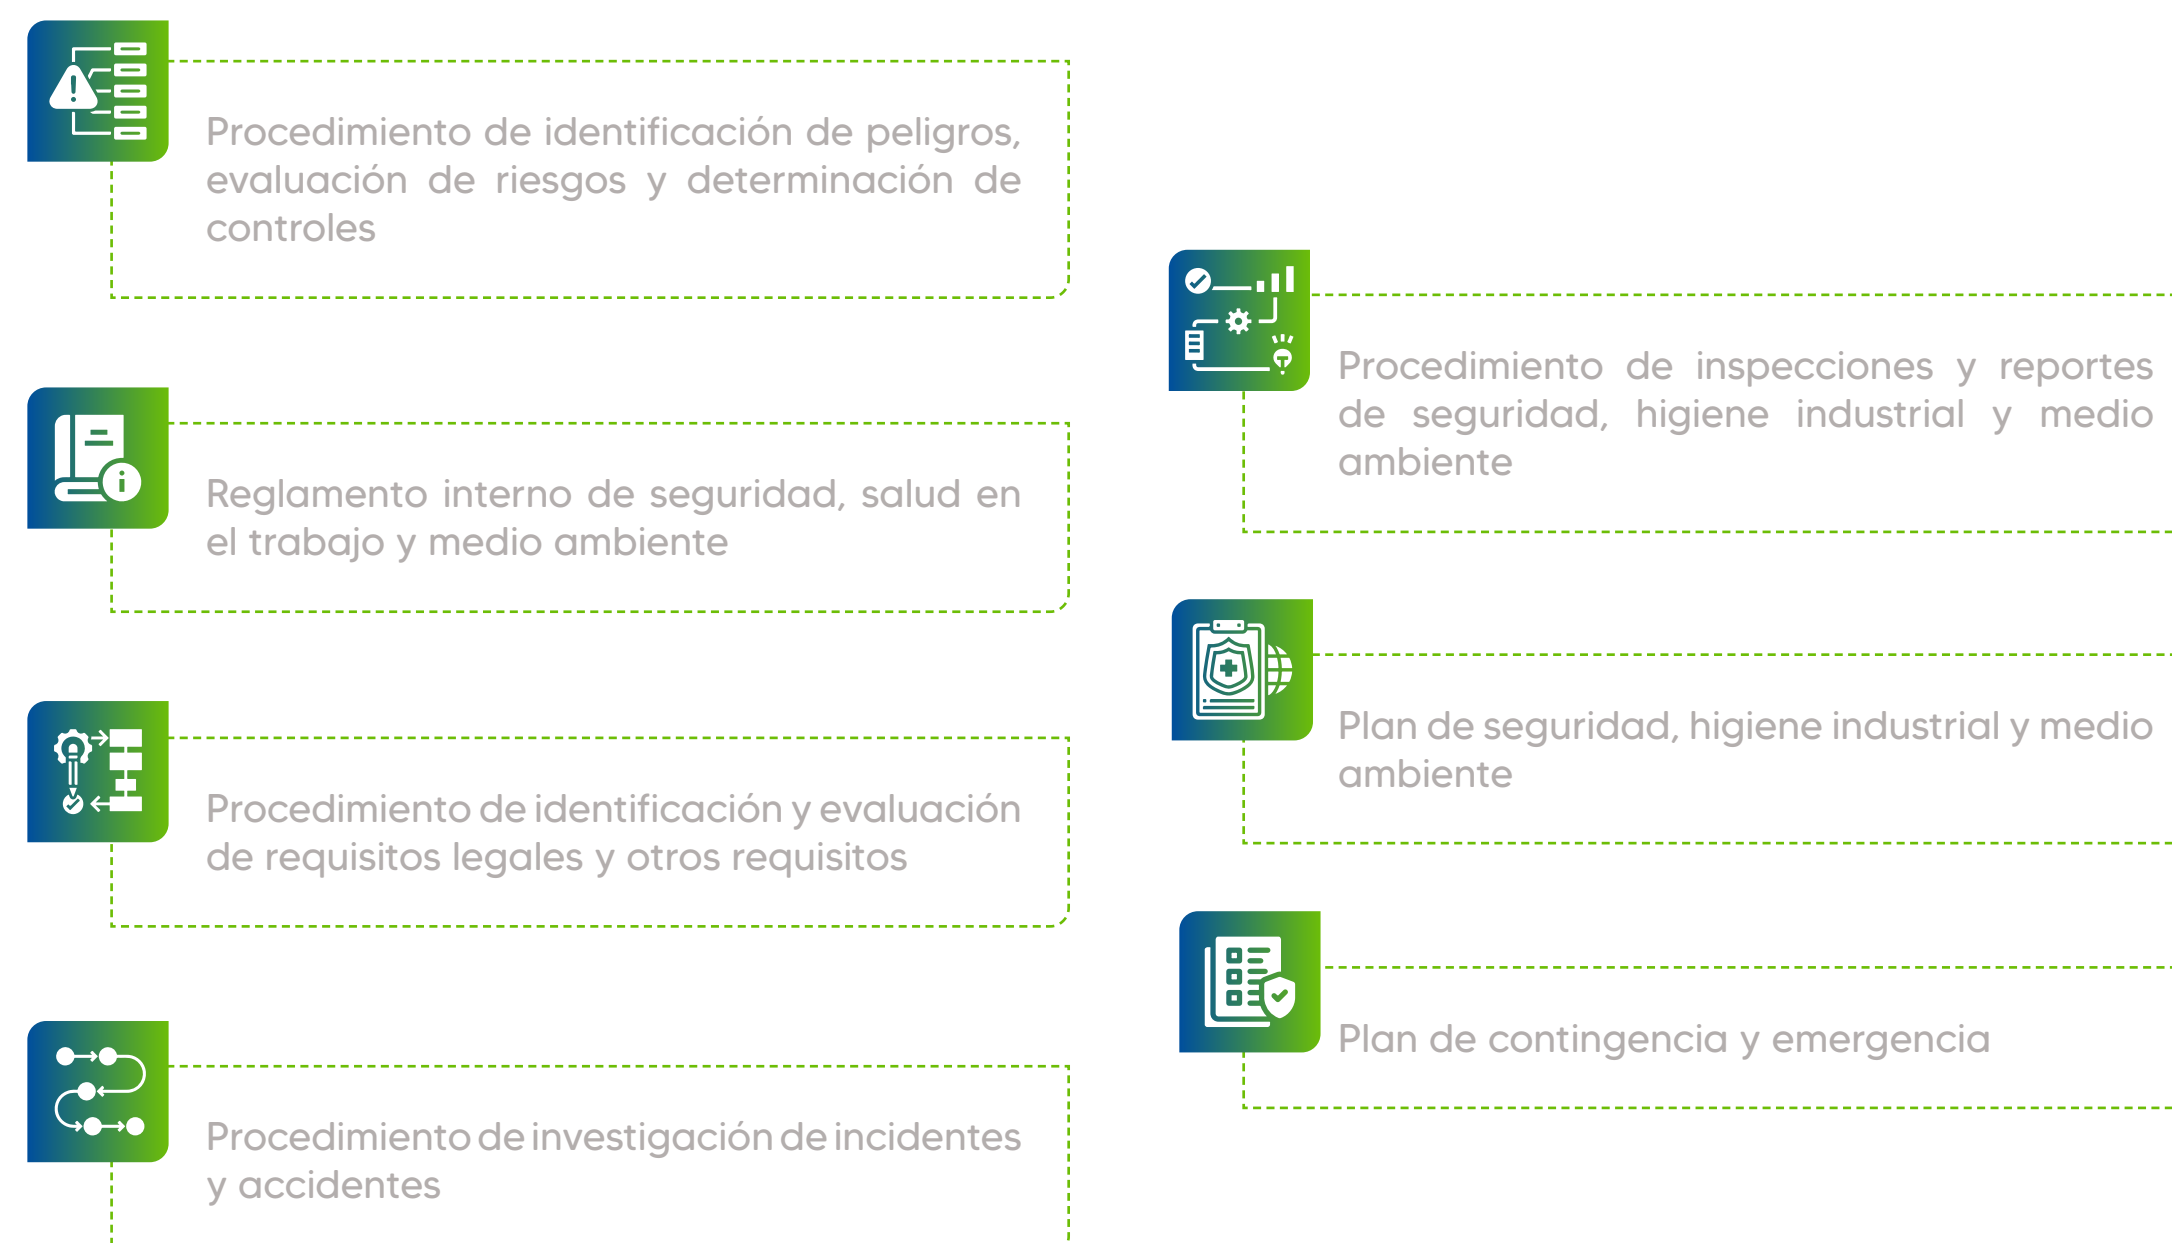 Procedimiento de identificación de peligros,
evaluación de riesgos y determinación de
controles
Reglamento interno de seguridad, salud en
el trabajo y medio ambiente
Procedimiento de identificación y evaluación
de requisitos legales y otros requisitos
Procedimiento de investigación de incidentes
y accidentes
Procedimiento de inspecciones y reportes
de seguridad, higiene industrial y medio
ambiente
Plan de seguridad, higiene industrial y medio
ambiente
Plan de contingencia y emergencia